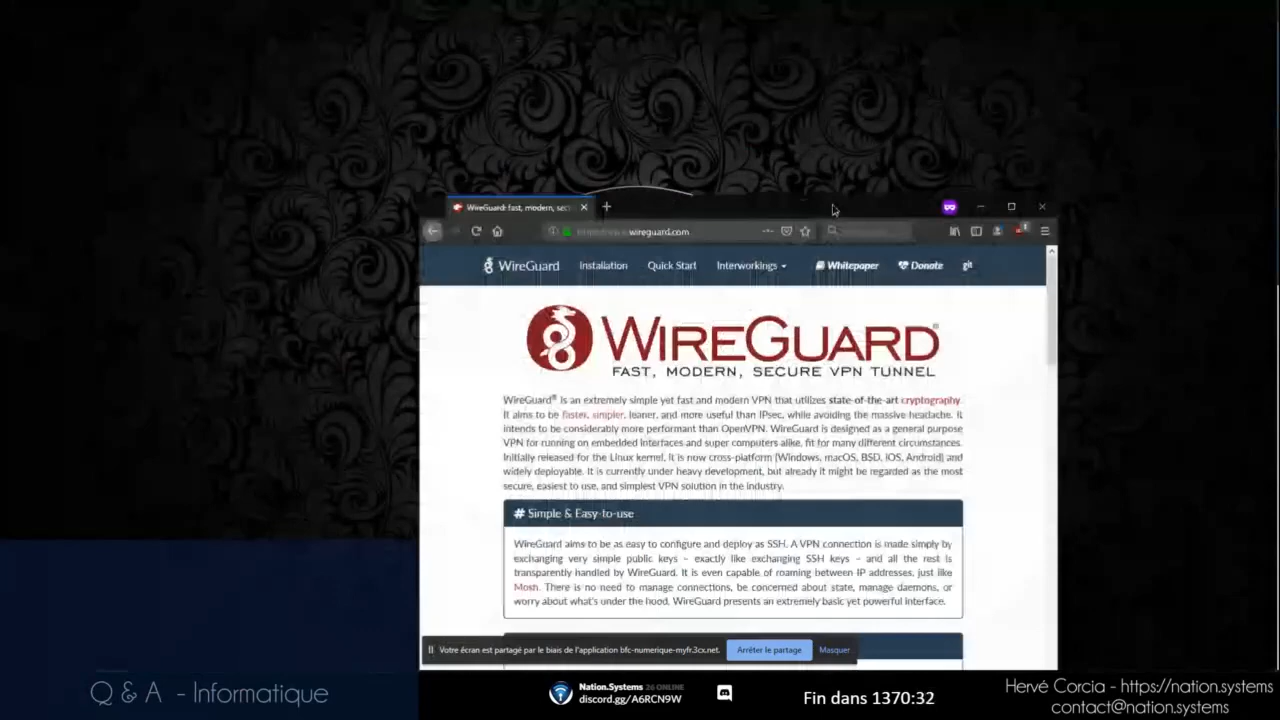 WireGuard: fast, modern, sec
wireguard.com
WireGuard
Installation
Quick Start
Interworkings
Whitepaper
Donate
git
WIREGUARD®
FAST, MODERN, SECURE VPN TUNNEL
WireGuard® is an extremely simple yet fast and modern VPN that utilizes state-of-the-art cryptography.
It aims to be faster, simpler, leaner, and more useful than IPsec, while avoiding the massive headache. It
intends to be considerably more performant than OpenVPN. WireGuard is designed as a general purpose
VPN for running on embedded interfaces and super computers alike, fit for many different circumstances.
Initially released for the Linux kernel, it is now cross-platform (Windows, macOS, BSD, iOS, Android) and
widely deployable. It is currently under heavy development, but already it might be regarded as the most
secure, easiest to use, and simplest VPN solution in the industry.
# Simple & Easy-to-use
WireGuard aims to be as easy to configure and deploy as SSH. A VPN connection is made simply by
exchanging very simple public keys – exactly like exchanging SSH keys – and all the rest is
transparently handled by WireGuard. It is even capable of roaming between IP addresses, just like
Mosh. There is no need to manage connections, be concerned about state, manage daemons, or
worry about what's under the hood. WireGuard presents an extremely basic yet powerful interface.
Votre écran est partagé par le biais de l'application bfc-numerique-myfr.3cx.net.
Arrêter le partage
Masquer
Q & A - Informatique
Nation.Systems 26 ONLINE
discord.gg/A6RCN9W
Fin dans 1370:32
Hervé Corcia - https://nation.systems
contact@nation.systems